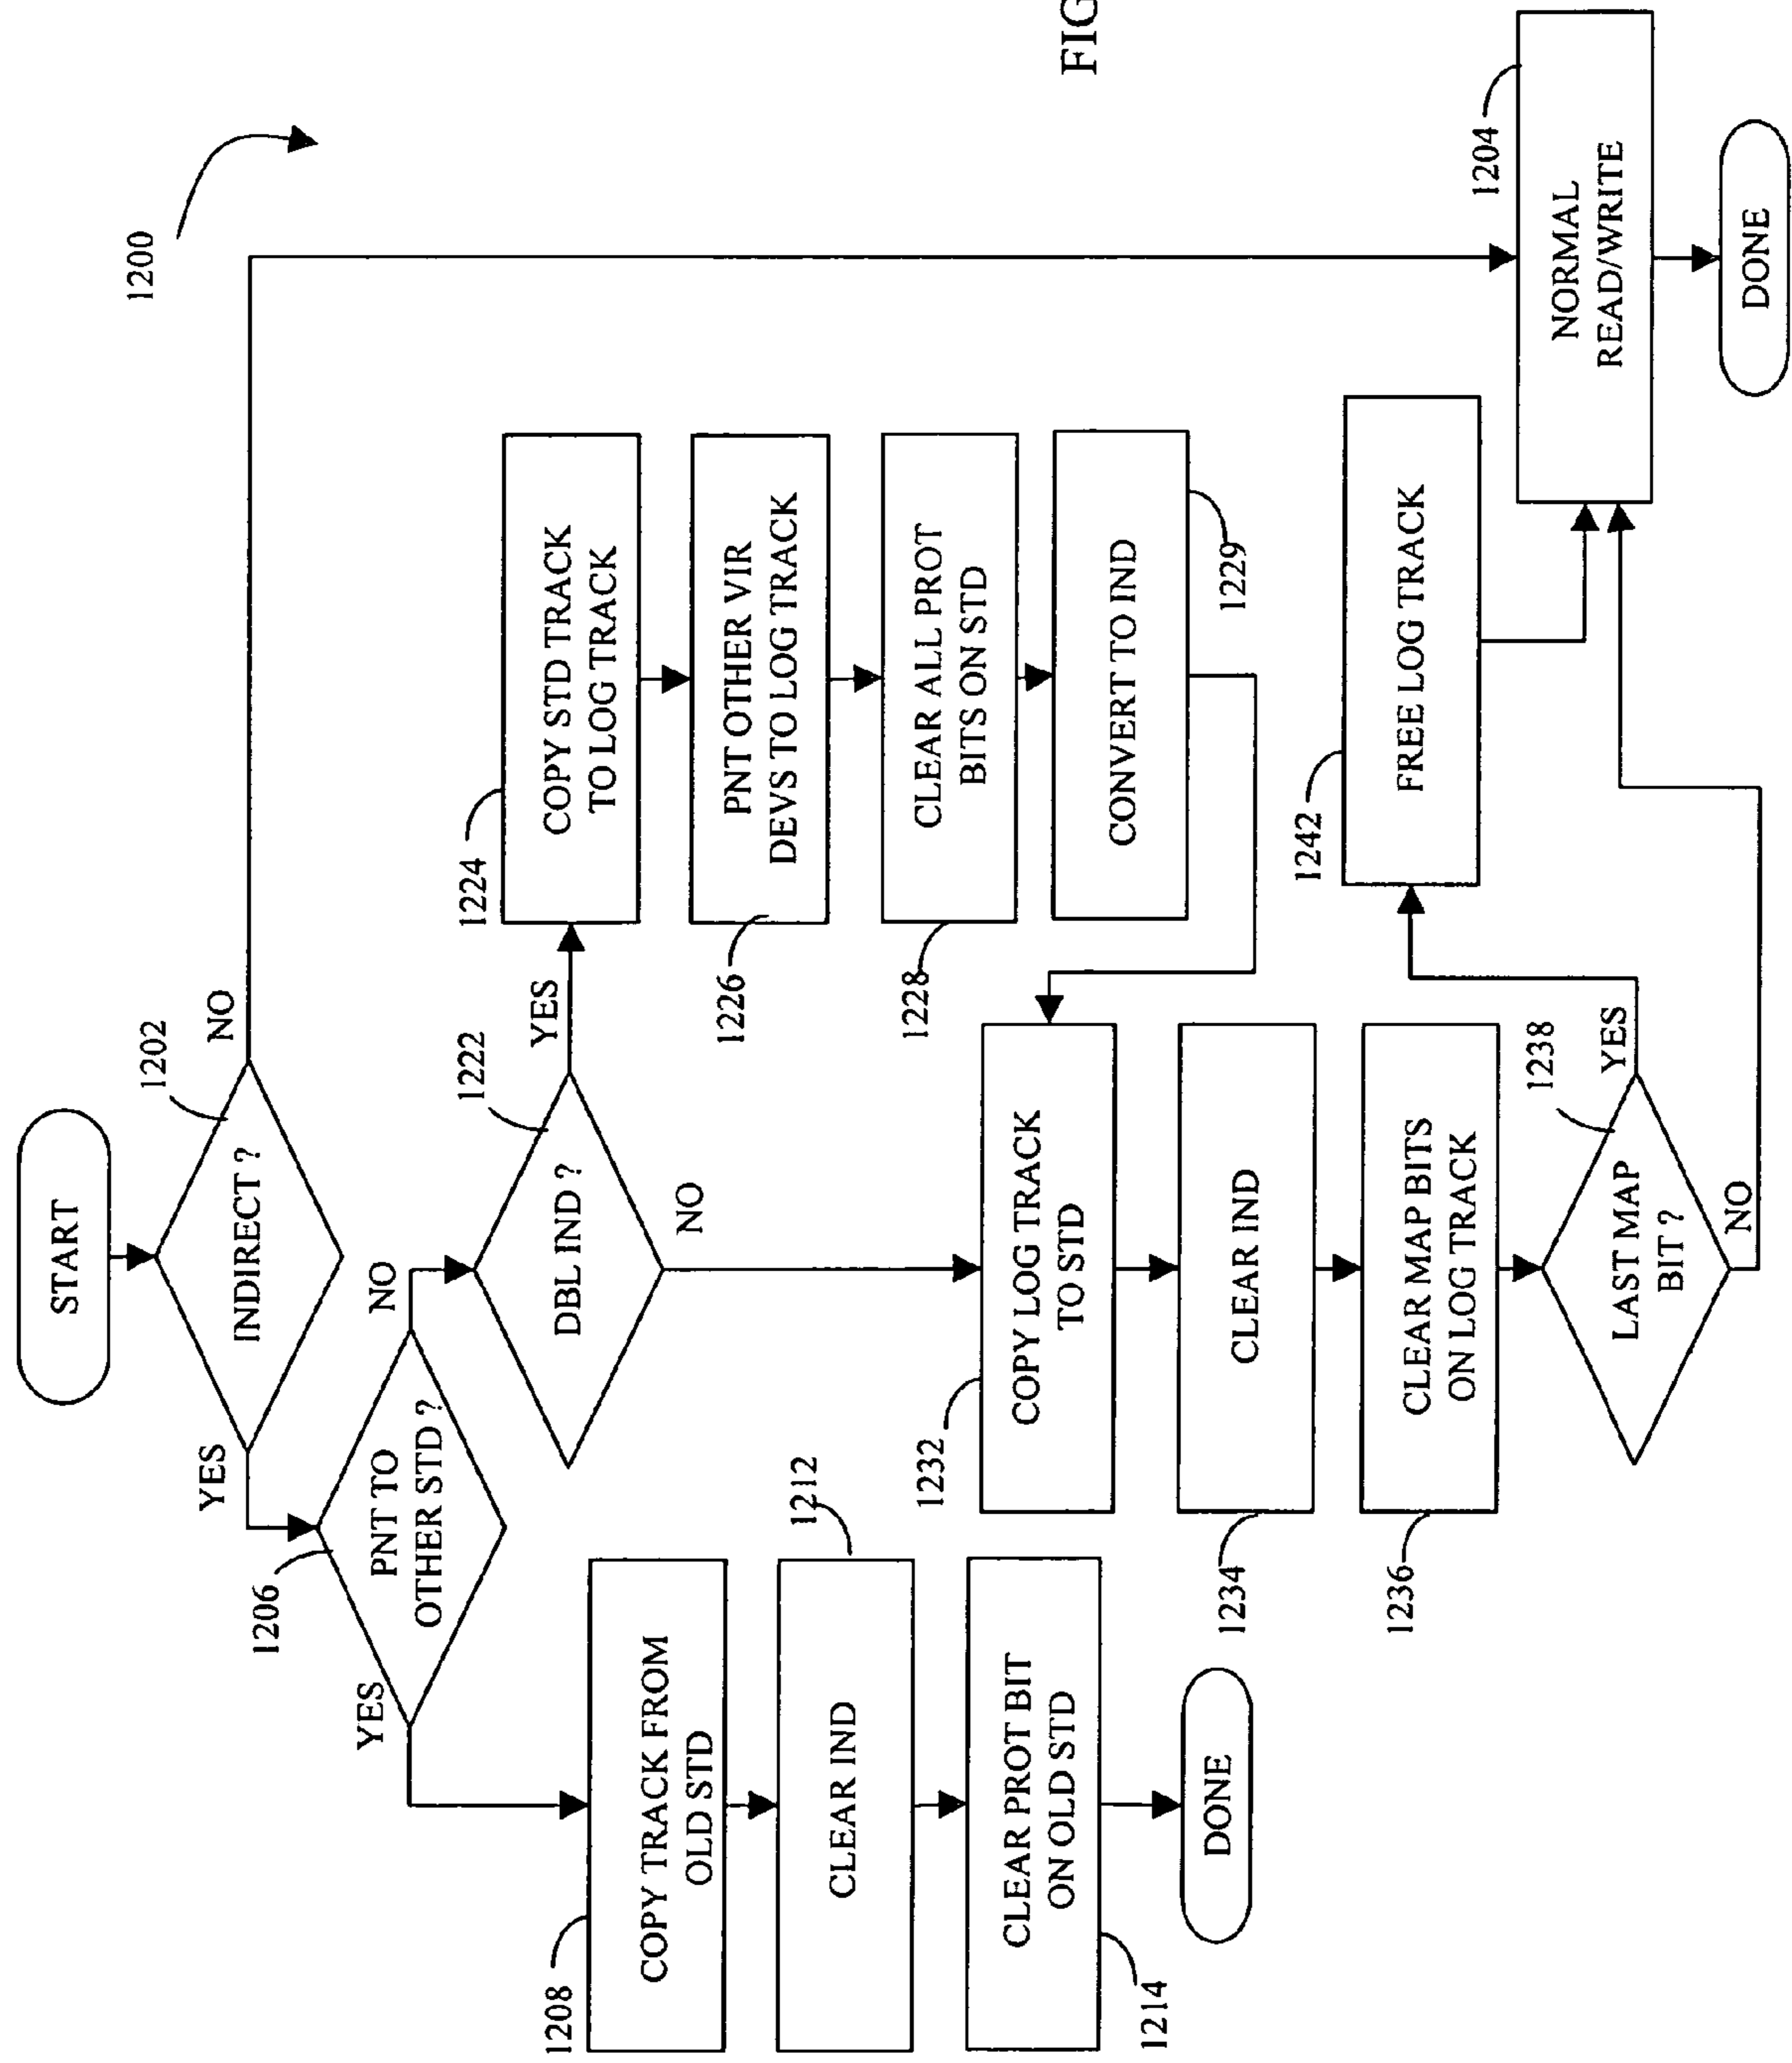 1200
START
1202
INDIRECT ?
YES
NO
1206
PNT TO
OTHER STD ?
YES
NO
1222
DBL IND ?
YES
NO
1208
COPY TRACK FROM
OLD STD
1212
CLEAR IND
1214
CLEAR PROT BIT
ON OLD STD
DONE
1224
COPY STD TRACK
TO LOG TRACK
1226
PNT OTHER VIR
DEVS TO LOG TRACK
1228
CLEAR ALL PROT
BITS ON STD
1229
CONVERT TO IND
1232
COPY LOG TRACK
TO STD
1234
CLEAR IND
1236
CLEAR MAP BITS
ON LOG TRACK
1238
LAST MAP
BIT ?
YES
NO
1242
FREE LOG TRACK
1204
NORMAL
READ/WRITE
DONE
FIG